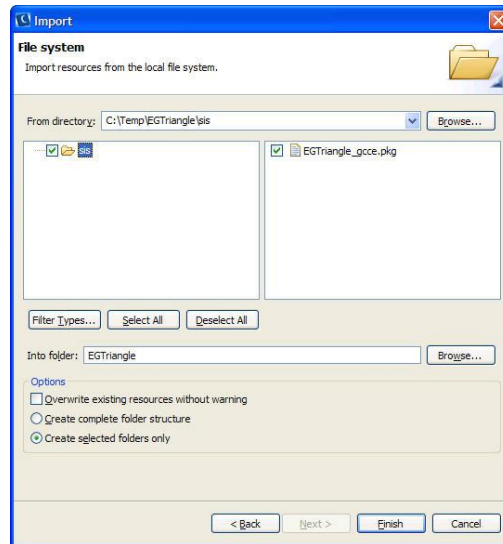 Import
File system
Import resources from the local file system.
From directory: C:\Temp\EGTriangle\sis Browse...
sis EGTriangle_gcce.pkg
Filter Types... Select All Deselect All
Into folder: EGTriangle Browse...
Options
Overwrite existing resources without warning
Create complete folder structure
Create selected folders only
< Back Next > Finish Cancel